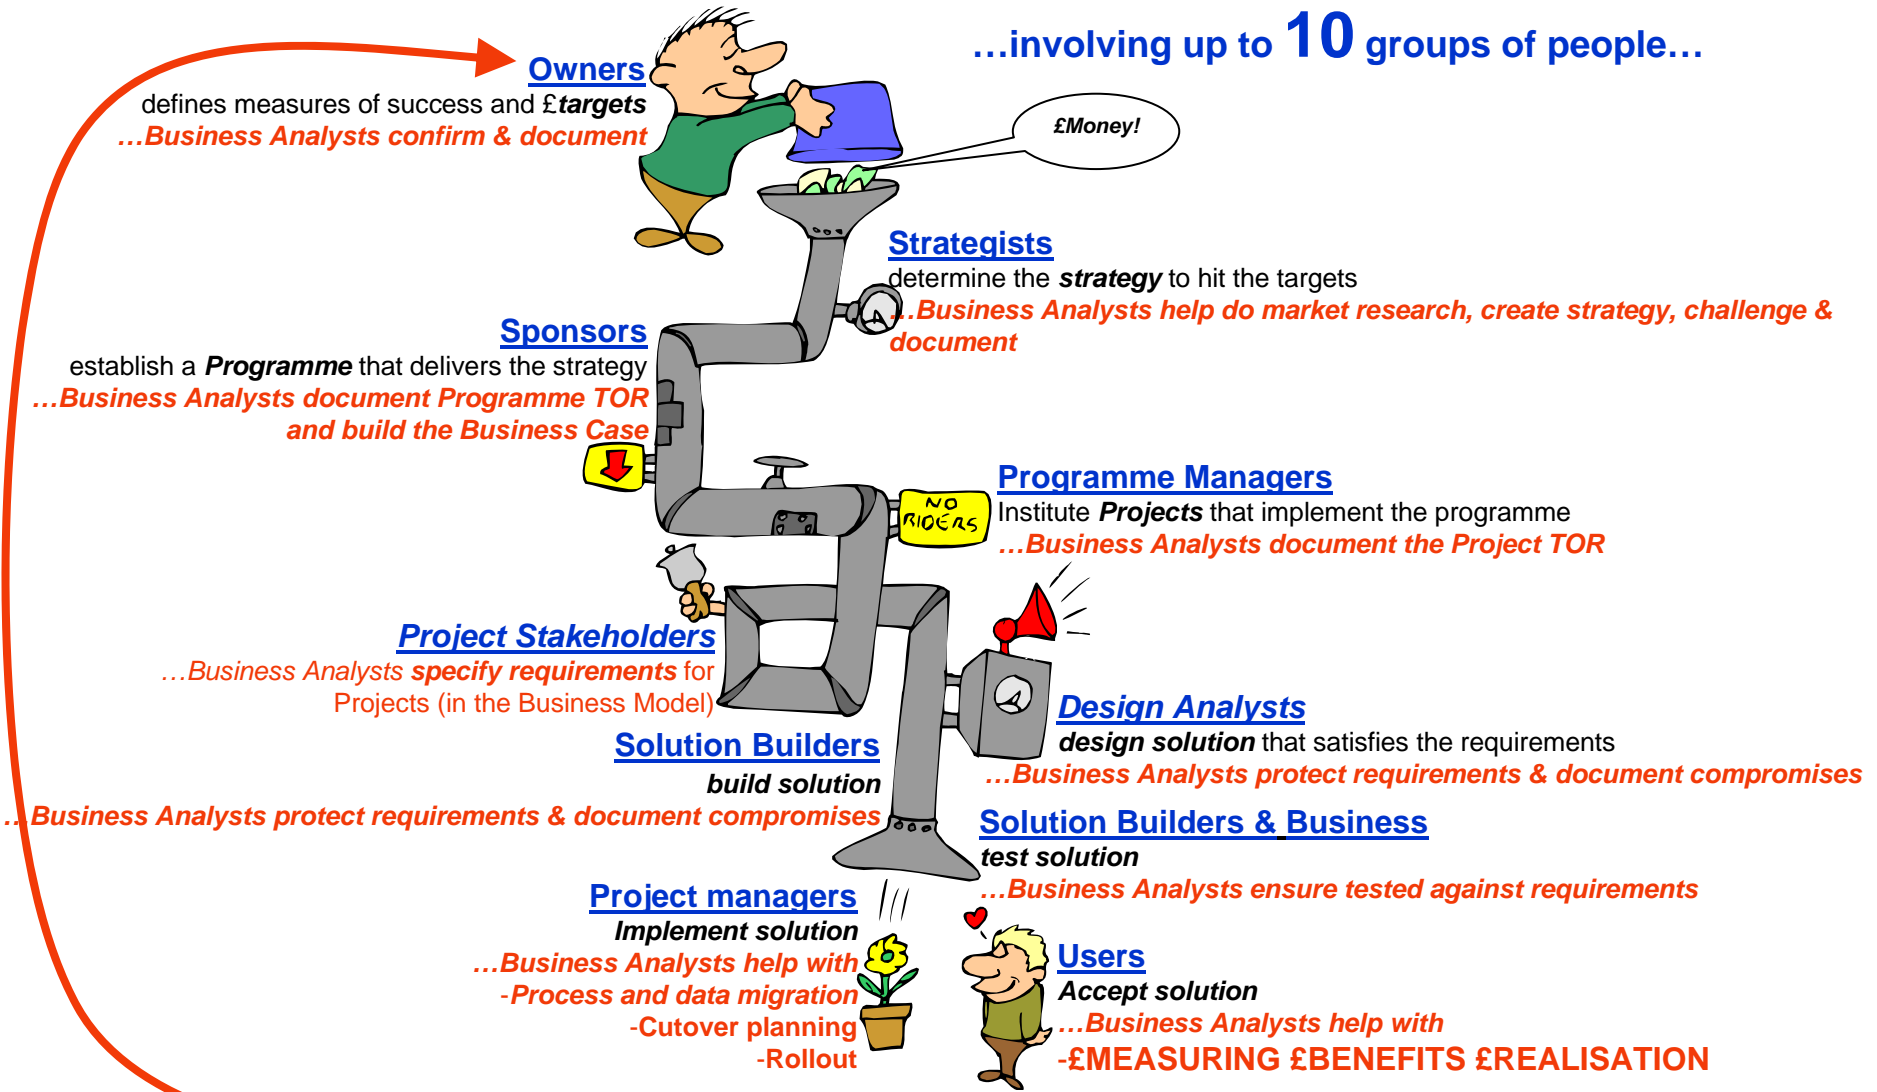 …involving up to 10 groups of people…
Owners
defines measures of success and £targets
…Business Analysts confirm & document
£Money!
Strategists
determine the strategy to hit the targets
…Business Analysts help do market research, create strategy, challenge &
document
Sponsors
establish a Programme that delivers the strategy
…Business Analysts document Programme TOR
and build the Business Case
Programme Managers
Institute Projects that implement the programme
…Business Analysts document the Project TOR
NO
RIDERS
Project Stakeholders
…Business Analysts specify requirements for
Projects (in the Business Model)
Design Analysts
design solution that satisfies the requirements
…Business Analysts protect requirements & document compromises
Solution Builders
build solution
…Business Analysts protect requirements & document compromises
Solution Builders & Business
test solution
…Business Analysts ensure tested against requirements
Project managers
Implement solution
…Business Analysts help with
-Process and data migration
-Cutover planning
-Rollout
Users
Accept solution
…Business Analysts help with
-£MEASURING £BENEFITS £REALISATION